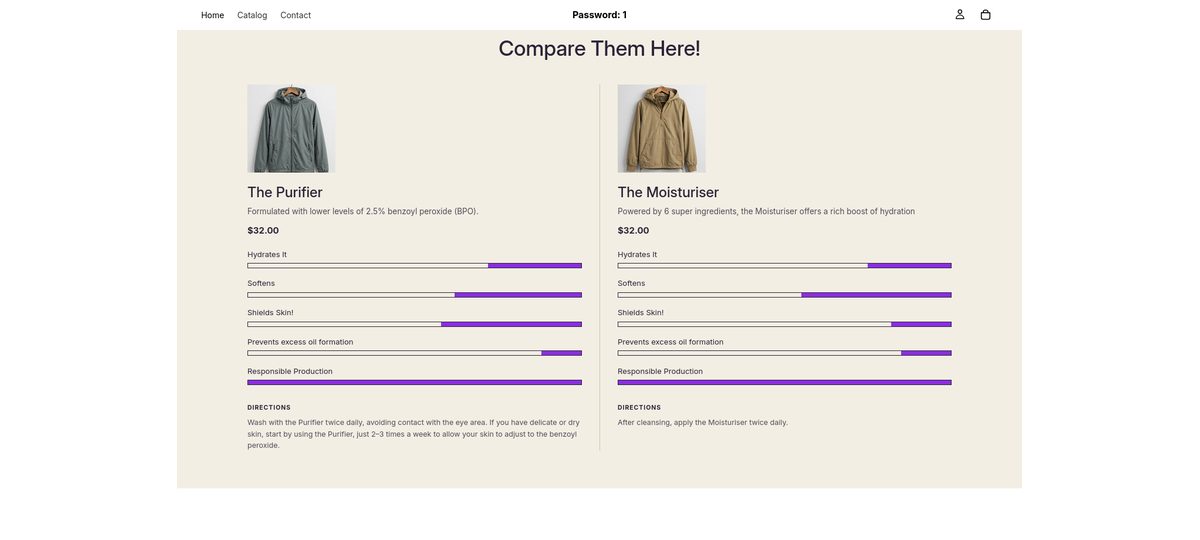 Home Catalog Contact
Password: 1
Compare Them Here!
The Purifier
Formulated with lower levels of 2.5% benzoyl peroxide (BPO).
$32.00
Hydrates It
Softens
Shields Skin!
Prevents excess oil formation
Responsible Production
DIRECTIONS
Wash with the Purifier twice daily, avoiding contact with the eye area. If you have delicate or dry
skin, start by using the Purifier, just 2–3 times a week to allow your skin to adjust to the benzoyl
peroxide.
The Moisturiser
Powered by 6 super ingredients, the Moisturiser offers a rich boost of hydration
$32.00
Hydrates It
Softens
Shields Skin!
Prevents excess oil formation
Responsible Production
DIRECTIONS
After cleansing, apply the Moisturiser twice daily.